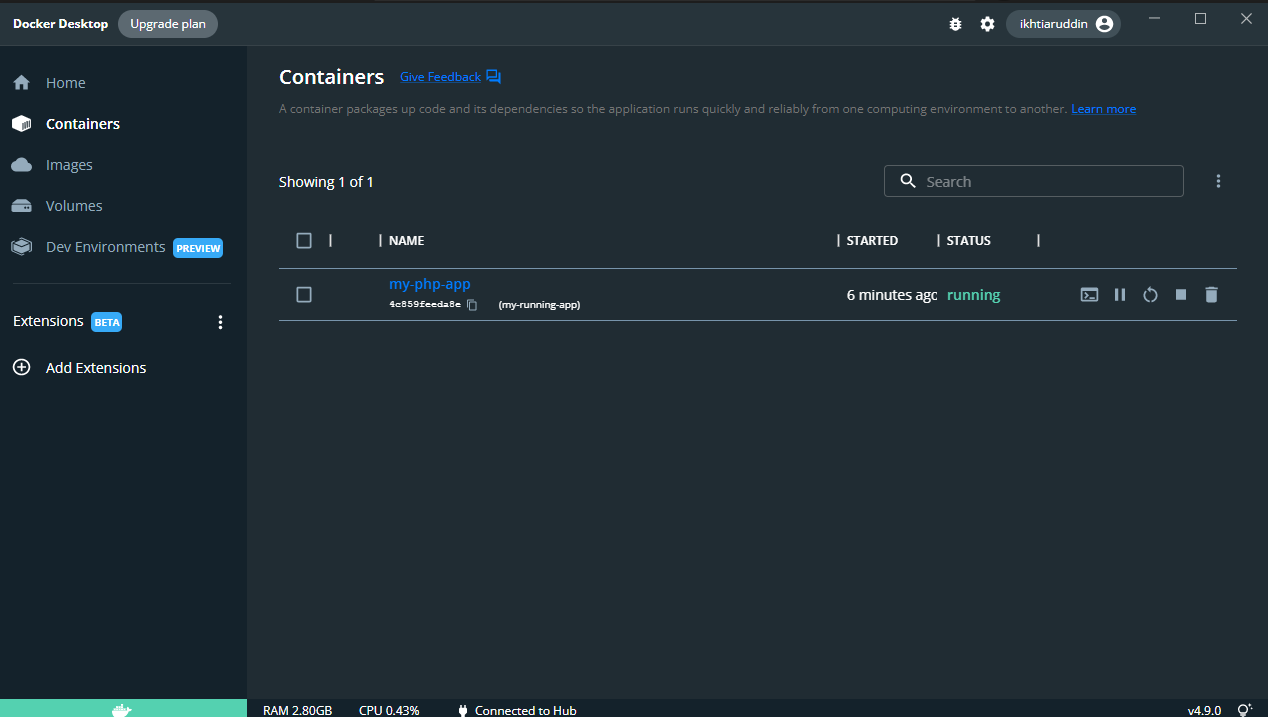 Docker Desktop Upgrade plan ikhtiaruddin
Home
Containers
Images
Volumes
Dev Environments PREVIEW
Extensions BETA
Add Extensions
Containers Give Feedback
A container packages up code and its dependencies so the application runs quickly and reliably from one computing environment to another. Learn more
Showing 1 of 1 Search
NAME STARTED STATUS
my-php-app
4c859feeda8e (my-running-app) 6 minutes ago running
RAM 2.80GB CPU 0.43% Connected to Hub v4.9.0